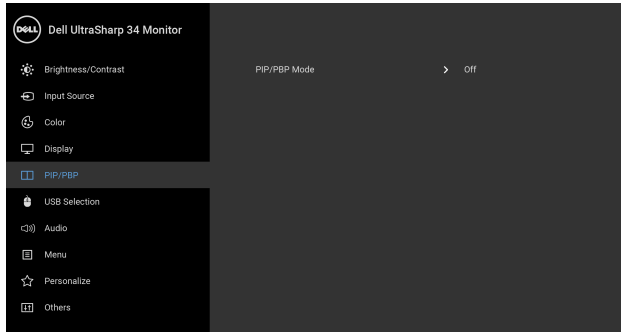 DELL Dell UltraSharp 34 Monitor
Brightness/Contrast
PIP/PBP Mode Off
Input Source
Color
Display
PIP/PBP
USB Selection
Audio
Menu
Personalize
Others